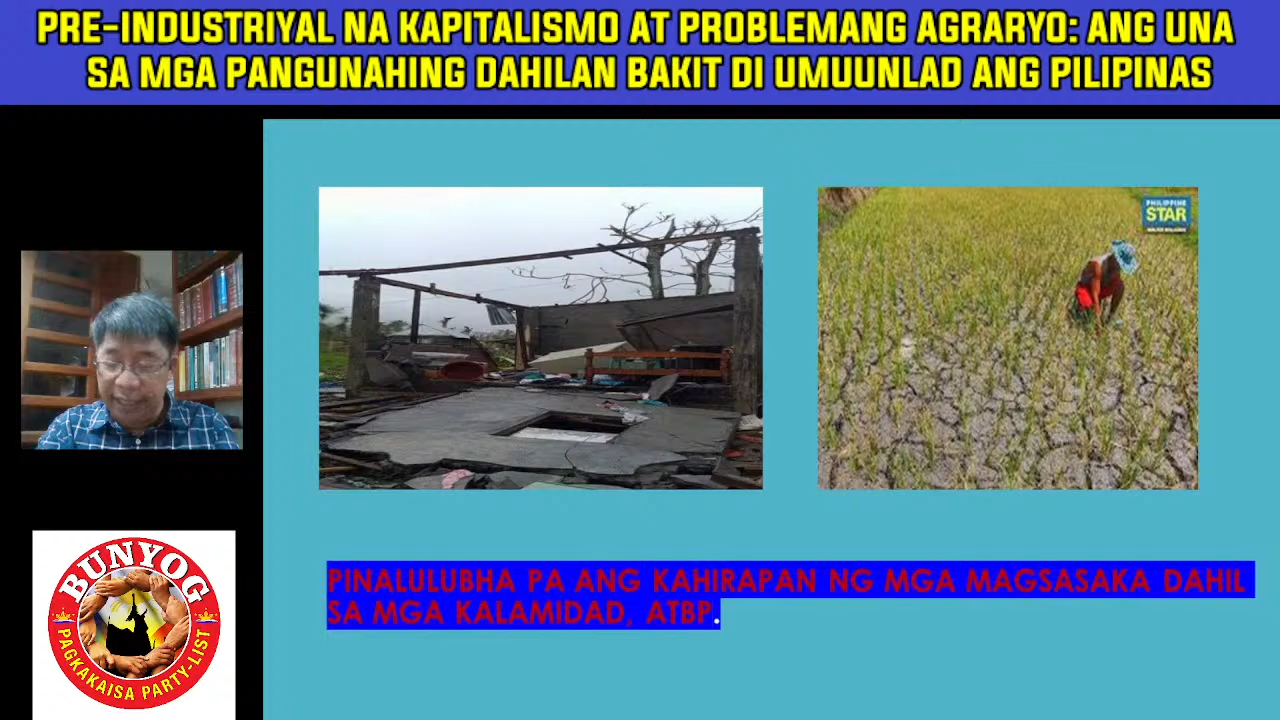 PRE-INDUSTRIYAL NA KAPITALISMO AT PROBLEMANG AGRARYO: ANG UNA
SA MGA PANGUNAHING DAHILAN BAKIT DI UMUUNLAD ANG PILIPINAS
PHILIPPINE
STAR
PINALULUBHA PA ANG KAHIRAPAN NG MGA MAGSASAKA DAHIL
SA MGA KALAMIDAD, ATBP.
BUNYOG
PAGKAKAISA PARTY-LIST